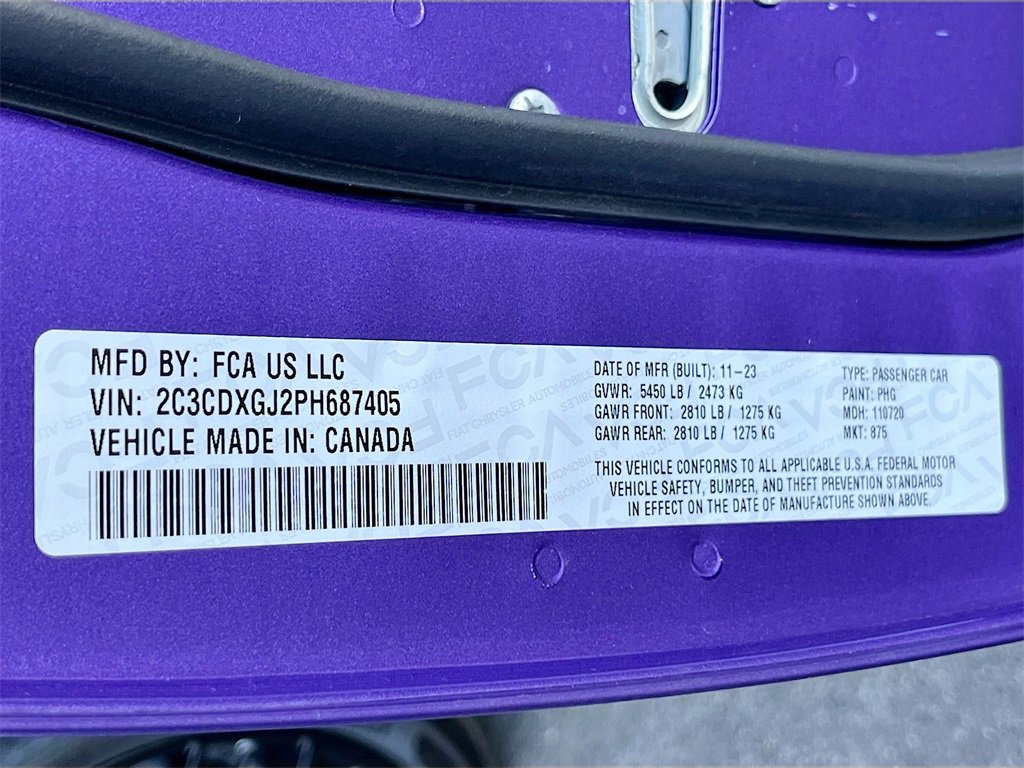 MFD BY: FCA US LLC
VIN: 2C3CDXGJ2PH687405
VEHICLE MADE IN: CANADA
DATE OF MFR (BUILT): 11-23
GVWR: 5450 LB / 2473 KG
GAWR FRONT: 2810 LB / 1275 KG
GAWR REAR: 2810 LB / 1275 KG
TYPE: PASSENGER CAR
PAINT: PHG
MDH: 110720
MKT: 875
THIS VEHICLE CONFORMS TO ALL APPLICABLE U.S.A. FEDERAL MOTOR
VEHICLE SAFETY, BUMPER, AND THEFT PREVENTION STANDARDS
IN EFFECT ON THE DATE OF MANUFACTURE SHOWN ABOVE.